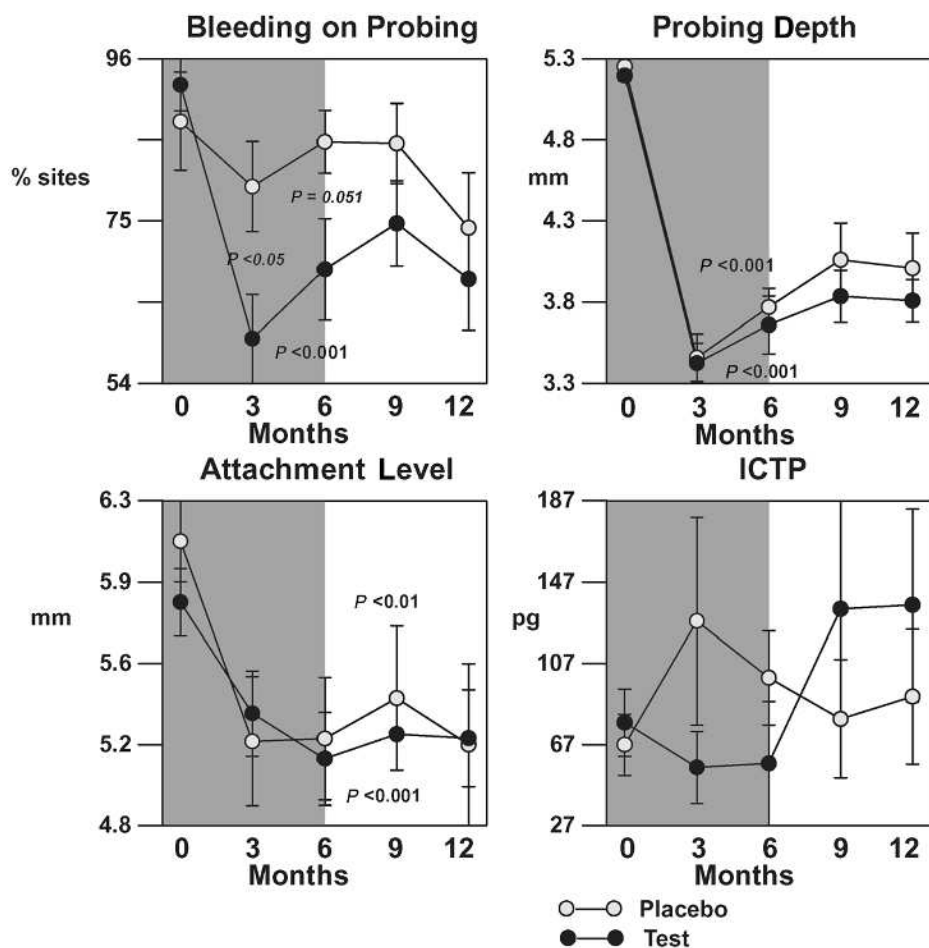 Bleeding on Probing
96
% sites
75
54
P = 0.051
P <0.05
P <0.001
0 3 6 9 12
Months
Probing Depth
5.3
4.8
mm
4.3
3.8
3.3
P <0.001
P <0.001
0 3 6 9 12
Months
Attachment Level
6.3
5.9
mm
5.6
5.2
4.8
P <0.01
P <0.001
0 3 6 9 12
Months
ICTP
187
147
pg
107
67
27
0 3 6 9 12
Months
Placebo
Test